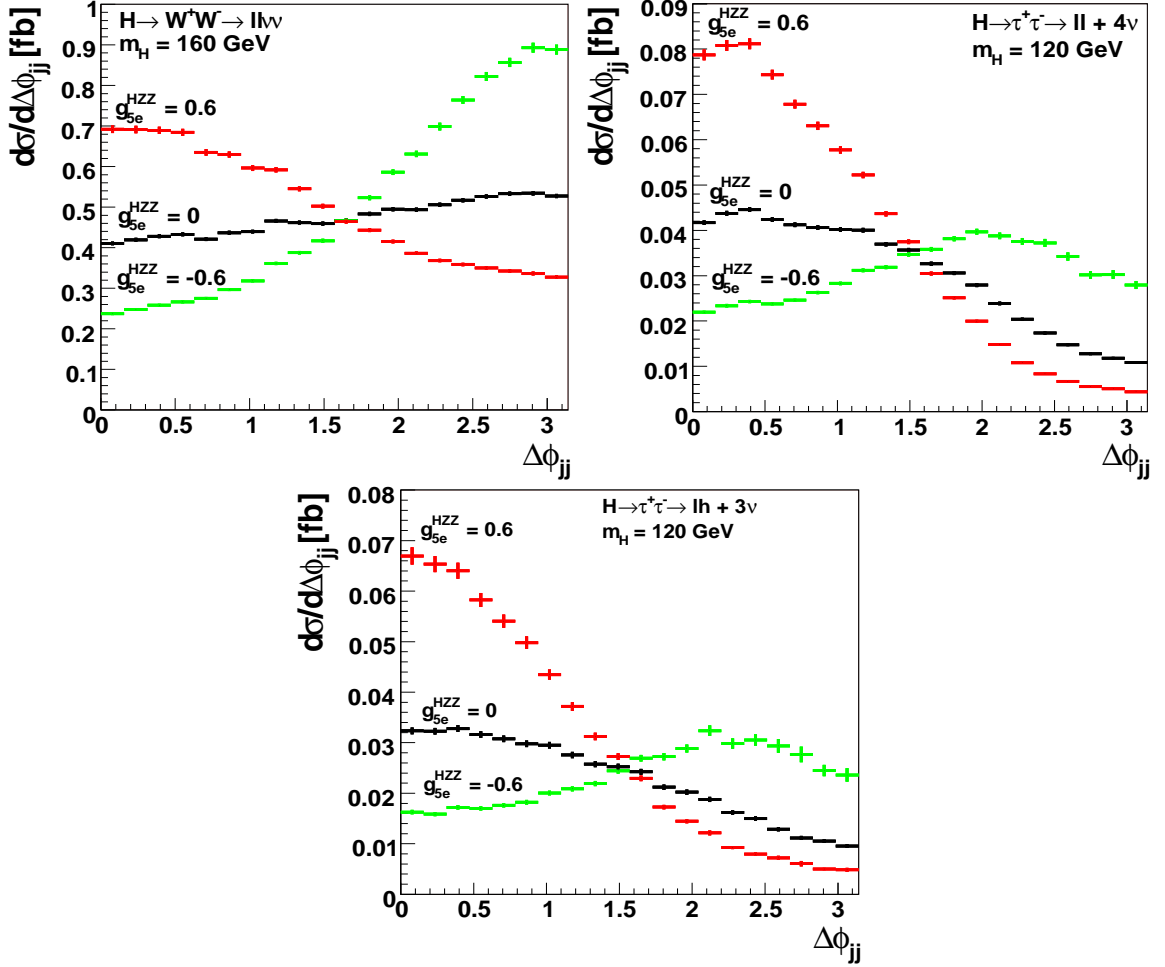 H→ W⁺W⁻→ llνν
m_H = 160 GeV
dσ/dΔϕ_jj [fb]
g_5e^HZZ = 0.6
g_5e^HZZ = 0
g_5e^HZZ = -0.6
1
0.9
0.8
0.7
0.6
0.5
0.4
0.3
0.2
0.1
0
0 0.5 1 1.5 2 2.5 3
Δϕ_jj
H→τ⁺τ⁻→ ll + 4ν
m_H = 120 GeV
dσ/dΔϕ_jj [fb]
g_5e^HZZ = 0.6
g_5e^HZZ = 0
g_5e^HZZ = -0.6
0.09
0.08
0.07
0.06
0.05
0.04
0.03
0.02
0.01
0
0 0.5 1 1.5 2 2.5 3
Δϕ_jj
H→τ⁺τ⁻→ lh + 3ν
m_H = 120 GeV
dσ/dΔϕ_jj [fb]
g_5e^HZZ = 0.6
g_5e^HZZ = 0
g_5e^HZZ = -0.6
0.08
0.07
0.06
0.05
0.04
0.03
0.02
0.01
0
0 0.5 1 1.5 2 2.5 3
Δϕ_jj